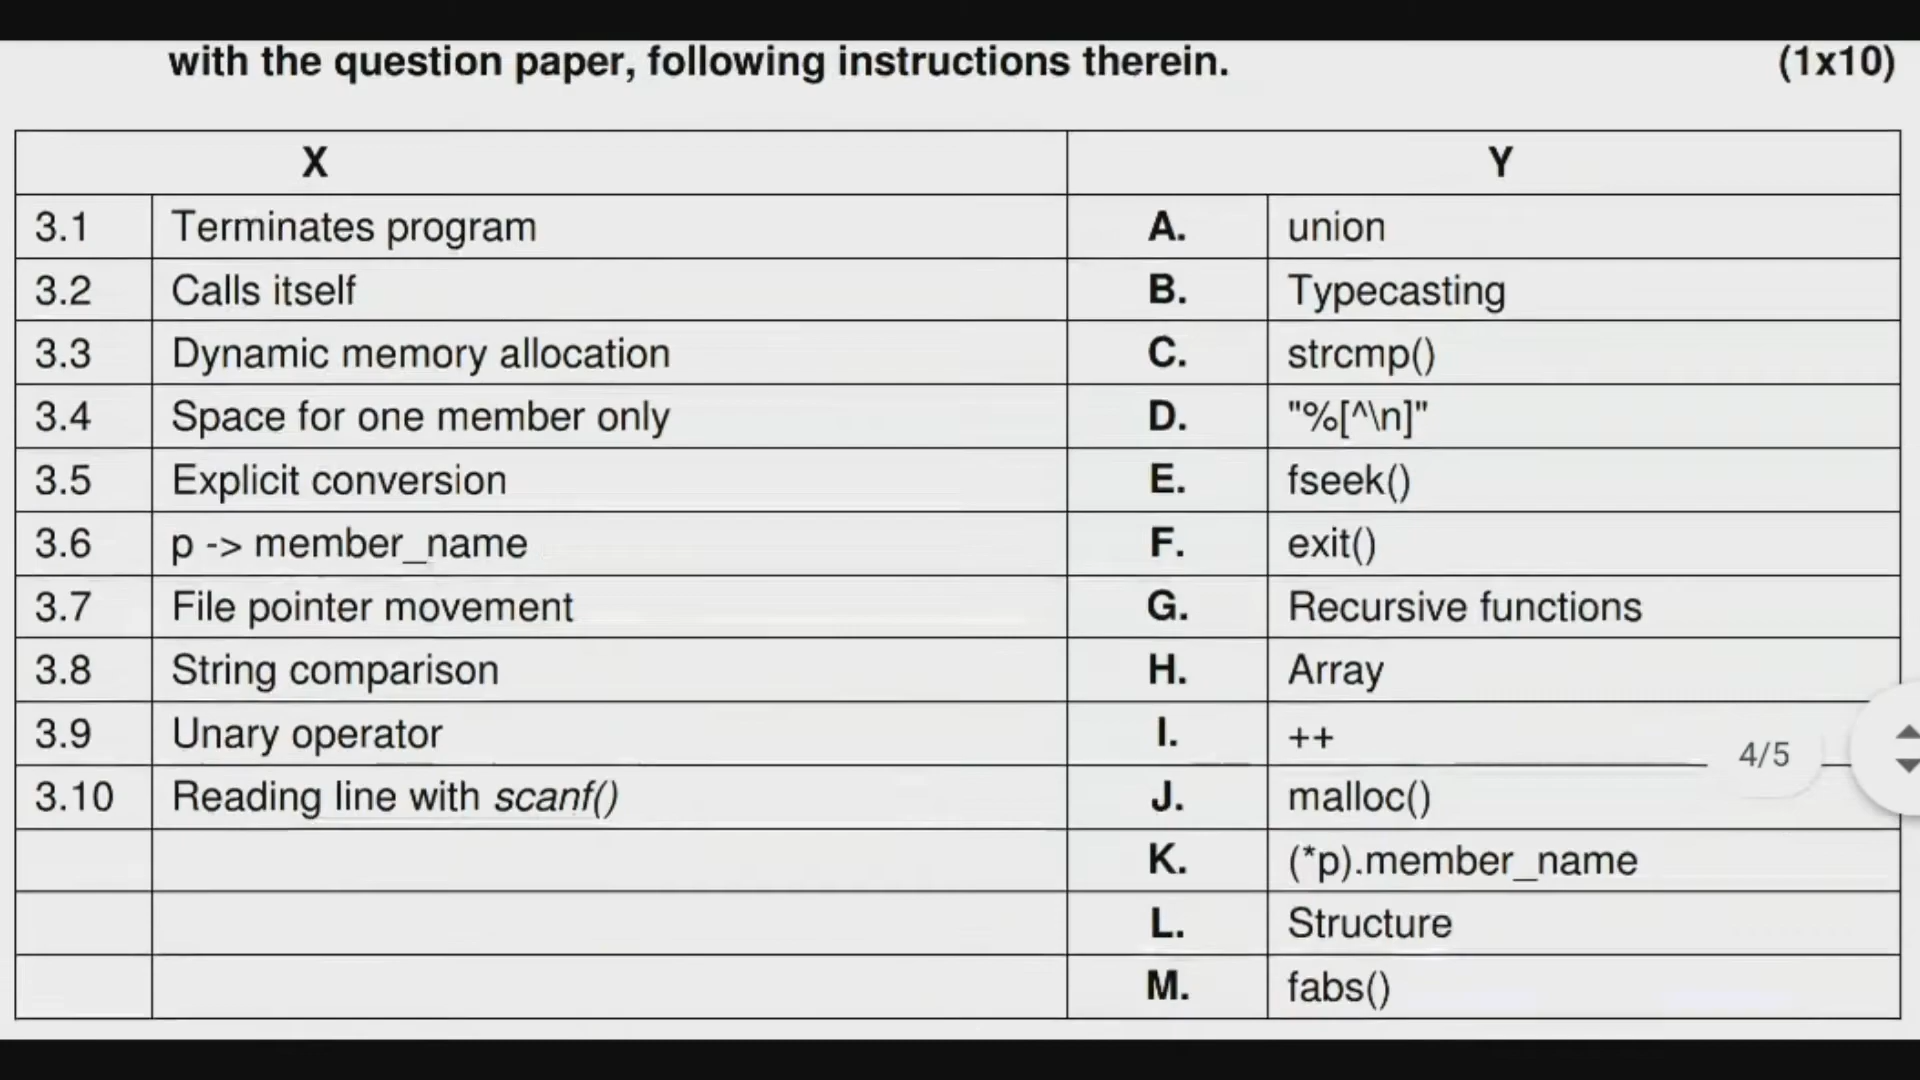 with the question paper, following instructions therein. (1x10)
X Y
3.1 Terminates program A. union
3.2 Calls itself B. Typecasting
3.3 Dynamic memory allocation C. strcmp()
3.4 Space for one member only D. "%[^\n]"
3.5 Explicit conversion E. fseek()
3.6 p -> member_name F. exit()
3.7 File pointer movement G. Recursive functions
3.8 String comparison H. Array
3.9 Unary operator I. ++
4/5
3.10 Reading line with scanf() J. malloc()
K. (*p).member_name
L. Structure
M. fabs()